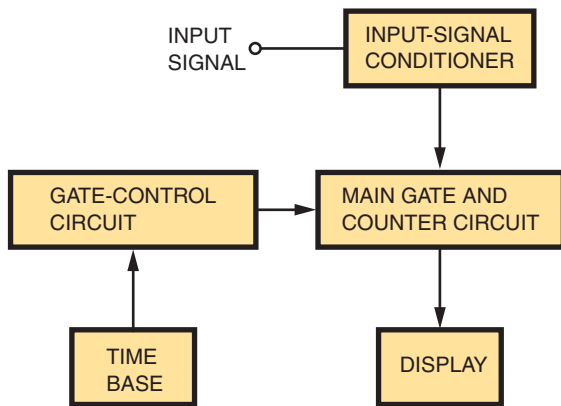 INPUT
SIGNAL
INPUT-SIGNAL
CONDITIONER
GATE-CONTROL
CIRCUIT
MAIN GATE AND
COUNTER CIRCUIT
TIME
BASE
DISPLAY